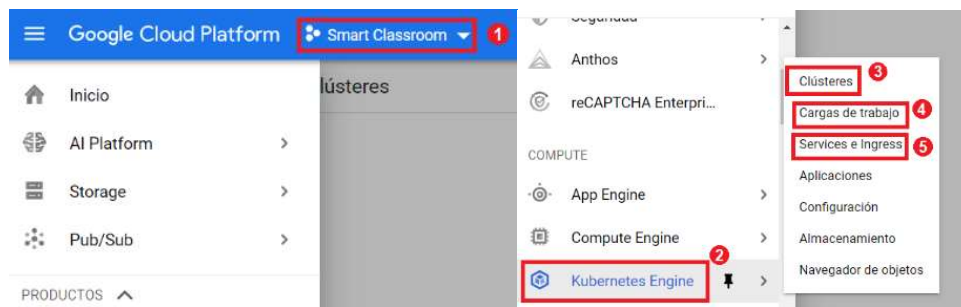 Google Cloud Platform Smart Classroom 1
lústeres
Inicio
AI Platform
Storage
Pub/Sub
PRODUCTOS
Seguridad
Anthos
reCAPTCHA Enterpri...
COMPUTE
App Engine
Compute Engine
2
Kubernetes Engine
Clústeres 3
Cargas de trabajo 4
Services e Ingress 5
Aplicaciones
Configuración
Almacenamiento
Navegador de objetos